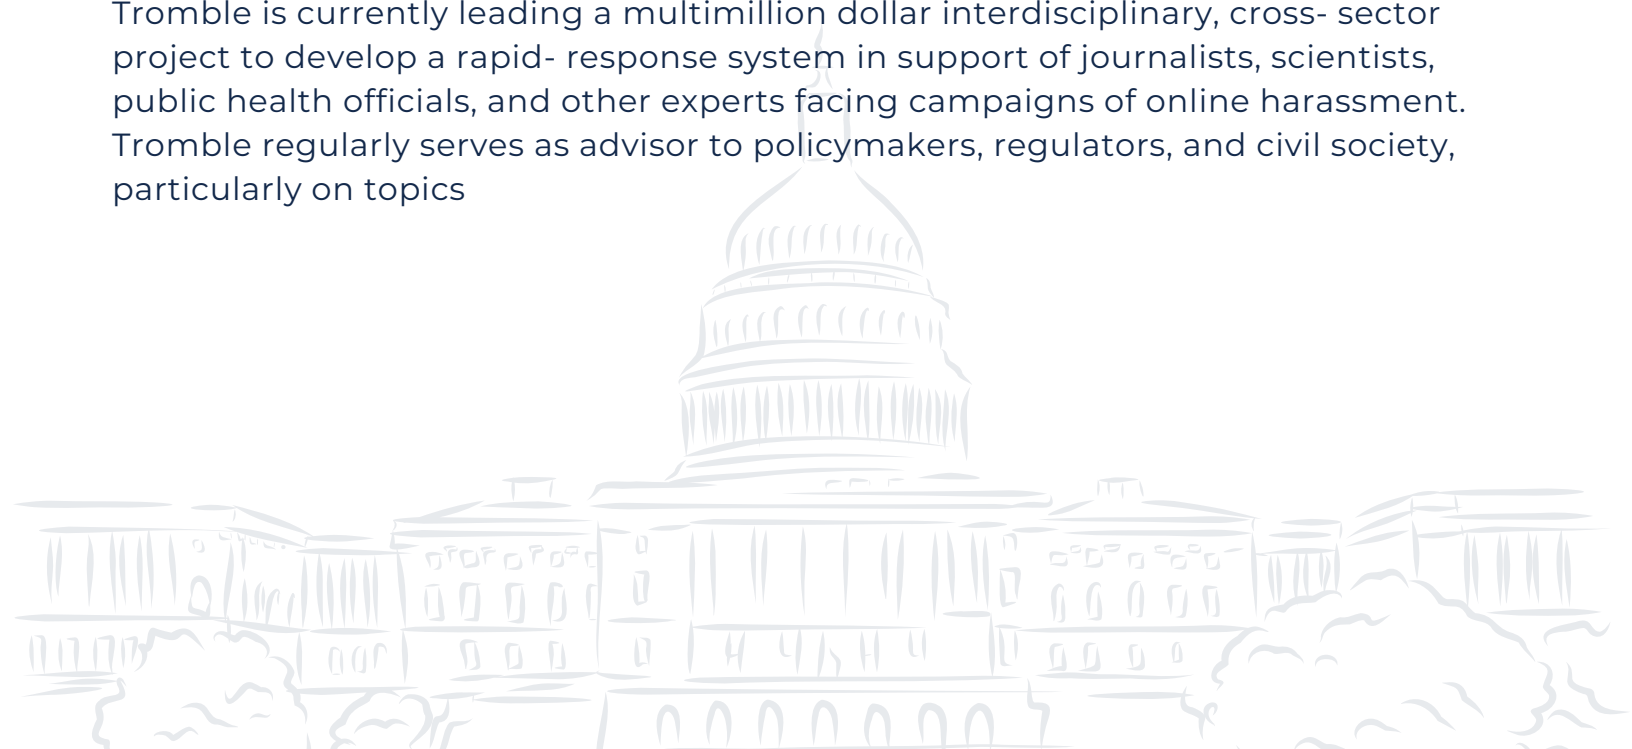 Tromble is currently leading a multimillion dollar interdisciplinary, cross- sector
project to develop a rapid- response system in support of journalists, scientists,
public health officials, and other experts facing campaigns of online harassment.
Tromble regularly serves as advisor to policymakers, regulators, and civil society,
particularly on topics